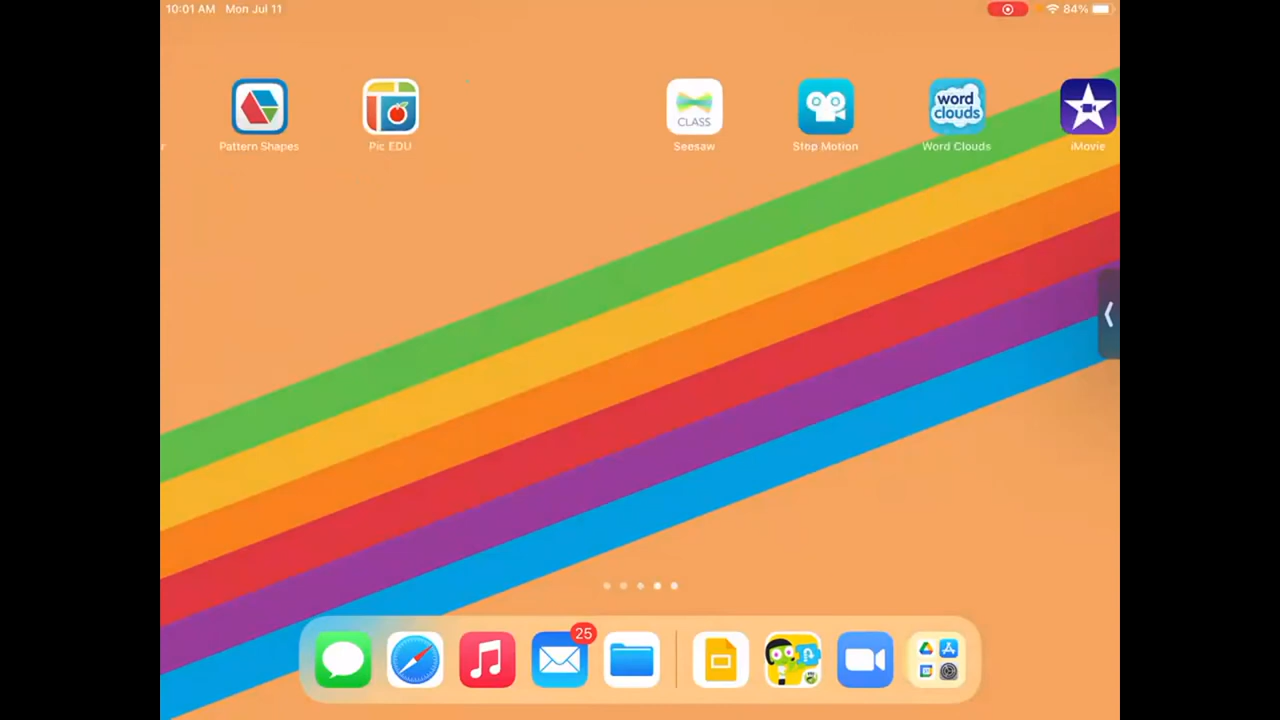 10:01 AM Mon Jul 11
84%
CLASS
word
clouds
r
Pattern Shapes
Pic EDU
Seesaw
Stop Motion
Word Clouds
iMovie
25